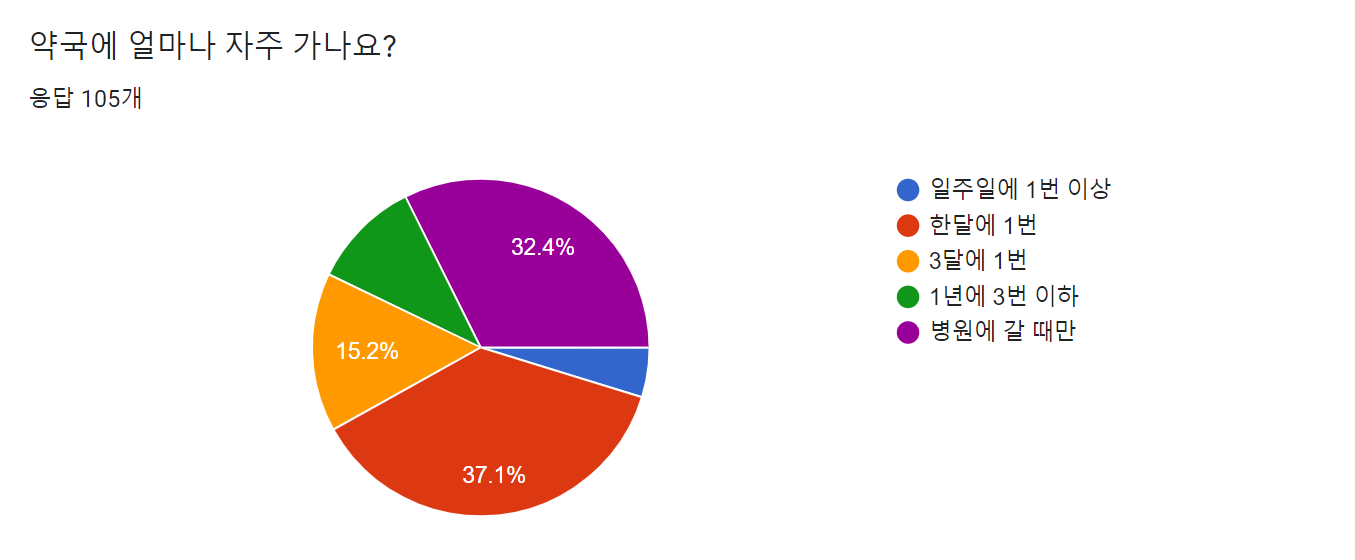 약국에 얼마나 자주 가나요?
응답 105개
32.4%
15.2%
37.1%
일주일에 1번 이상
한달에 1번
3달에 1번
1년에 3번 이하
병원에 갈 때만